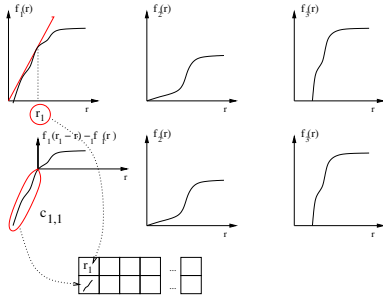 f₁(r)
f₂(r)
f₃(r)
r
r
r
r₁
f₁(r₁ − r) − f₁(r)
f₂(r)
f₃(r)
r
r
r
c₁,₁
r₁
...
...